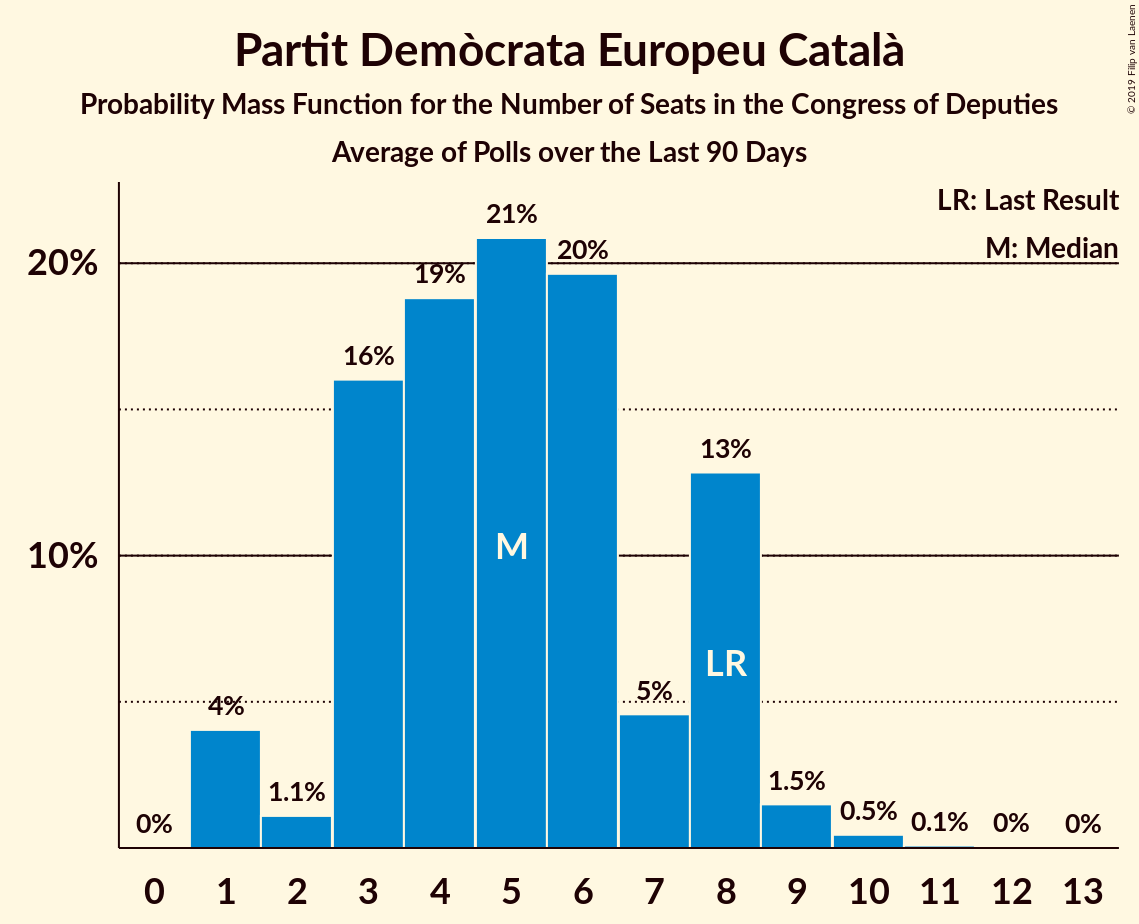 Partit Demòcrata Europeu Català
Probability Mass Function for the Number of Seats in the Congress of Deputies
Average of Polls over the Last 90 Days
© 2019 Filip van Laenen
LR: Last Result
M: Median
20%
10%
0%
4%
1.1%
16%
19%
21%
20%
5%
13%
1.5%
0.5%
0.1%
0%
0%
M
LR
0 1 2 3 4 5 6 7 8 9 10 11 12 13